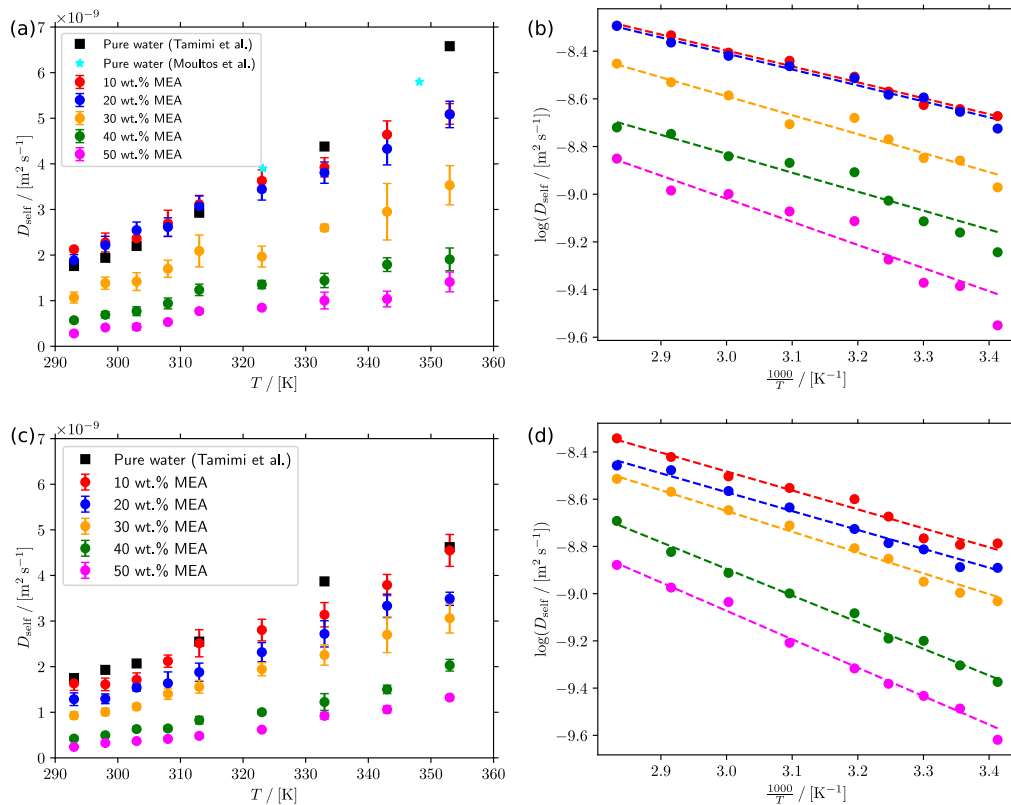 (a)
×10⁻⁹
7
6
5
4
3
2
1
0
D_self / [m² s⁻¹]
Pure water (Tamimi et al.)
Pure water (Moultos et al.)
10 wt.% MEA
20 wt.% MEA
30 wt.% MEA
40 wt.% MEA
50 wt.% MEA
290 300 310 320 330 340 350 360
T / [K]
(b)
−8.4
−8.6
−8.8
−9.0
−9.2
−9.4
−9.6
log(D_self / [m² s⁻¹])
2.9 3.0 3.1 3.2 3.3 3.4
1000/T / [K⁻¹]
(c)
×10⁻⁹
7
6
5
4
3
2
1
0
D_self / [m² s⁻¹]
Pure water (Tamimi et al.)
10 wt.% MEA
20 wt.% MEA
30 wt.% MEA
40 wt.% MEA
50 wt.% MEA
290 300 310 320 330 340 350 360
T / [K]
(d)
−8.4
−8.6
−8.8
−9.0
−9.2
−9.4
−9.6
log(D_self / [m² s⁻¹])
2.9 3.0 3.1 3.2 3.3 3.4
1000/T / [K⁻¹]